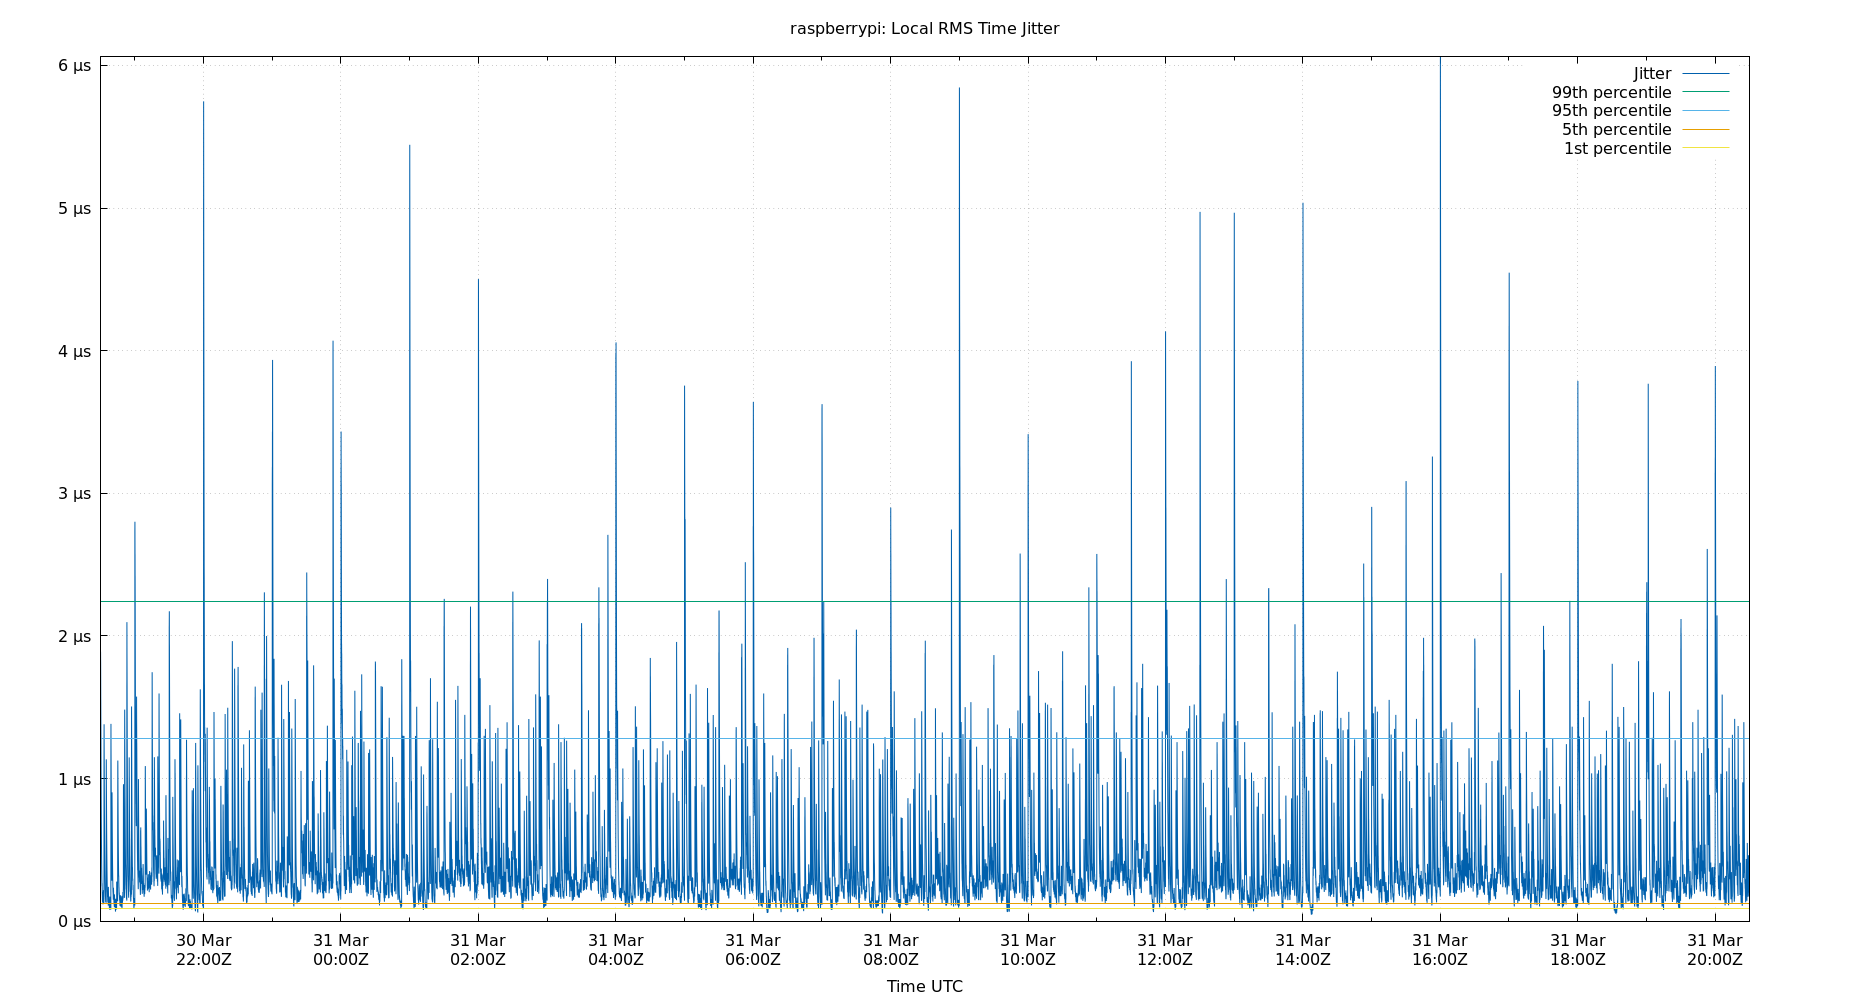 raspberrypi: Local RMS Time Jitter
6 µs
5 µs
4 µs
3 µs
2 µs
1 µs
0 µs
Jitter
99th percentile
95th percentile
5th percentile
1st percentile
30 Mar 31 Mar 31 Mar 31 Mar 31 Mar 31 Mar 31 Mar 31 Mar 31 Mar 31 Mar 31 Mar 31 Mar
22:00Z 00:00Z 02:00Z 04:00Z 06:00Z 08:00Z 10:00Z 12:00Z 14:00Z 16:00Z 18:00Z 20:00Z
Time UTC